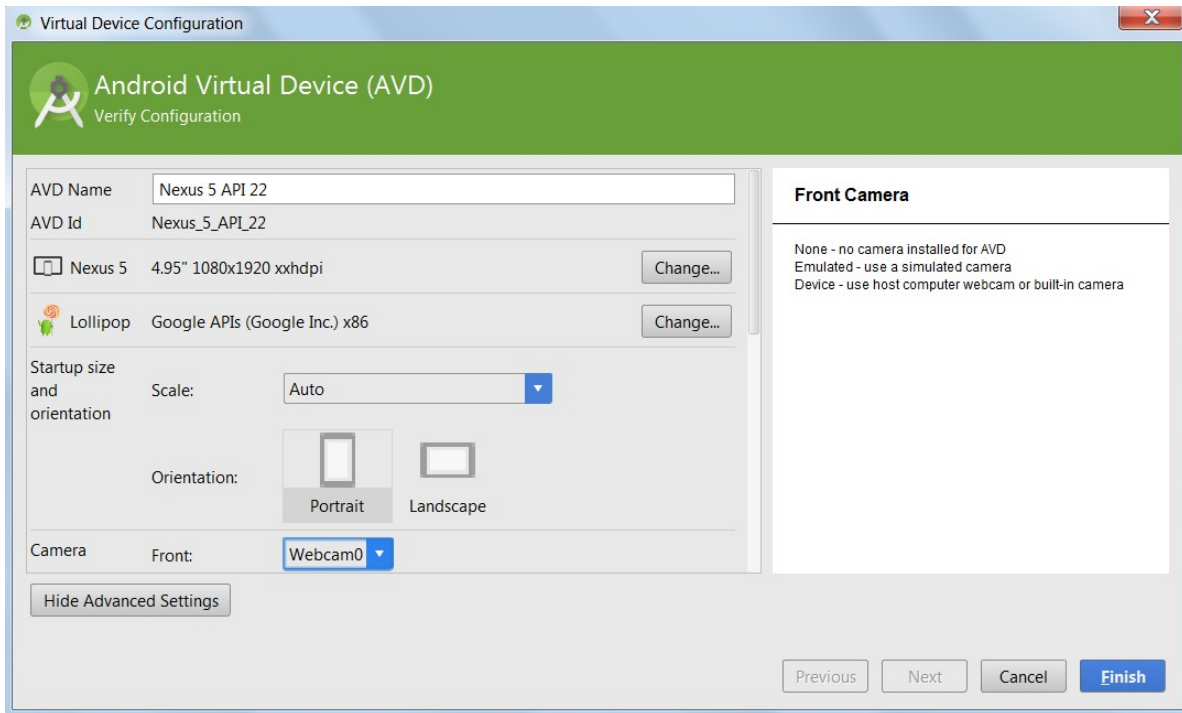 Virtual Device Configuration
Android Virtual Device (AVD)
Verify Configuration
AVD Name Nexus 5 API 22
AVD Id Nexus_5_API_22
Nexus 5 4.95" 1080x1920 xxhdpi Change...
Lollipop Google APIs (Google Inc.) x86 Change...
Startup size
and
orientation
Scale: Auto
Orientation:
Portrait Landscape
Camera Front: Webcam0
Hide Advanced Settings
Front Camera
None - no camera installed for AVD
Emulated - use a simulated camera
Device - use host computer webcam or built-in camera
Previous Next Cancel Finish